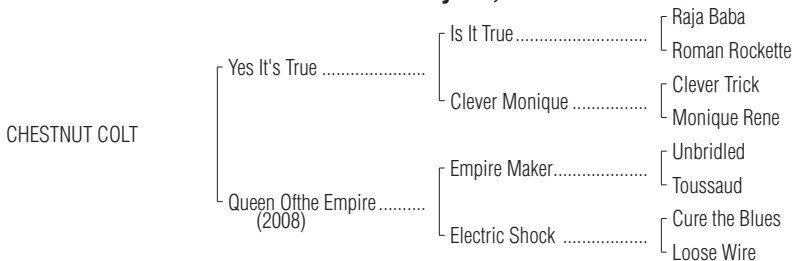 Raja Baba
Is It True
Roman Rockette
Yes It's True
Clever Trick
Clever Monique
Monique Rene
CHESTNUT COLT
Unbridled
Empire Maker
Toussaud
Queen Ofthe Empire
(2008)
Cure the Blues
Electric Shock
Loose Wire